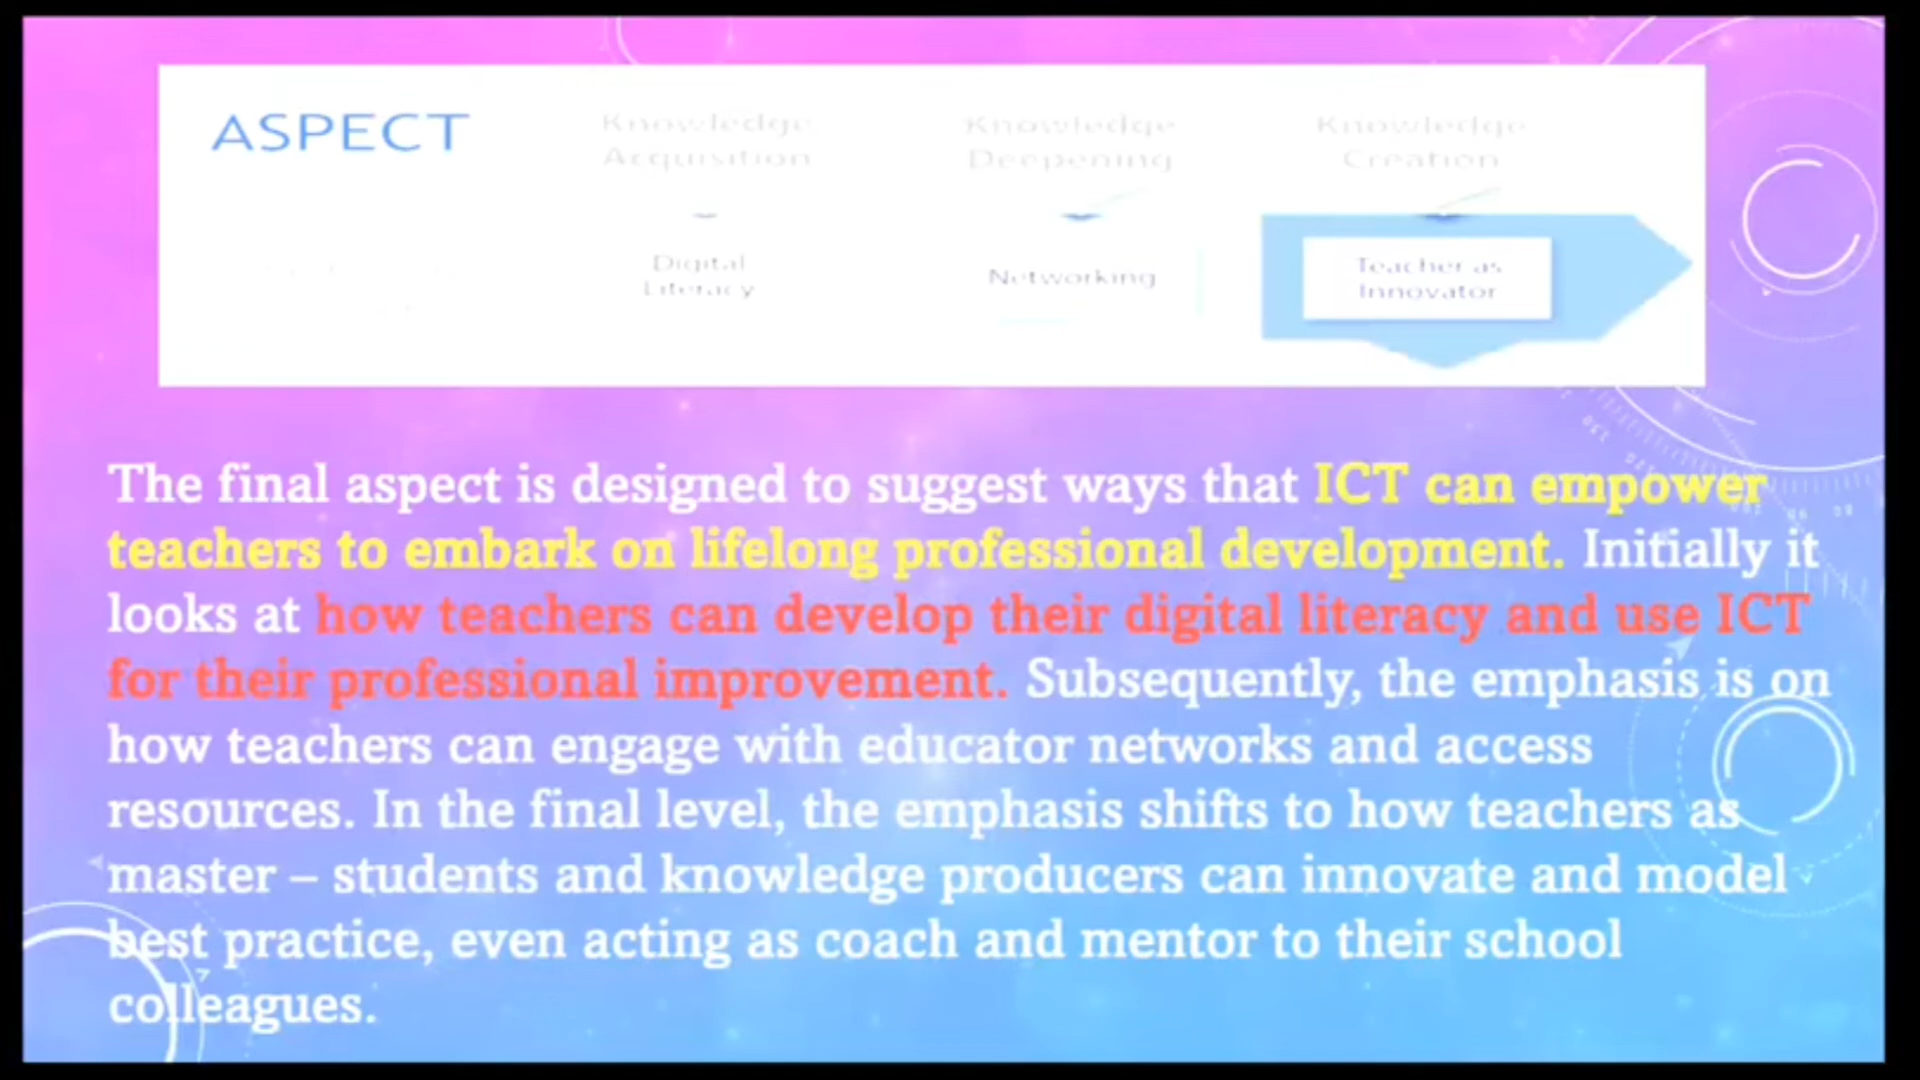 ASPECT
Knowledge Acquisition
Knowledge Deepening
Knowledge Creation
Digital Literacy
Networking
Teacher as Innovator
The final aspect is designed to suggest ways that ICT can empower
teachers to embark on lifelong professional development. Initially it
looks at how teachers can develop their digital literacy and use ICT
for their professional improvement. Subsequently, the emphasis is on
how teachers can engage with educator networks and access
resources. In the final level, the emphasis shifts to how teachers as
master – students and knowledge producers can innovate and model
best practice, even acting as coach and mentor to their school
colleagues.